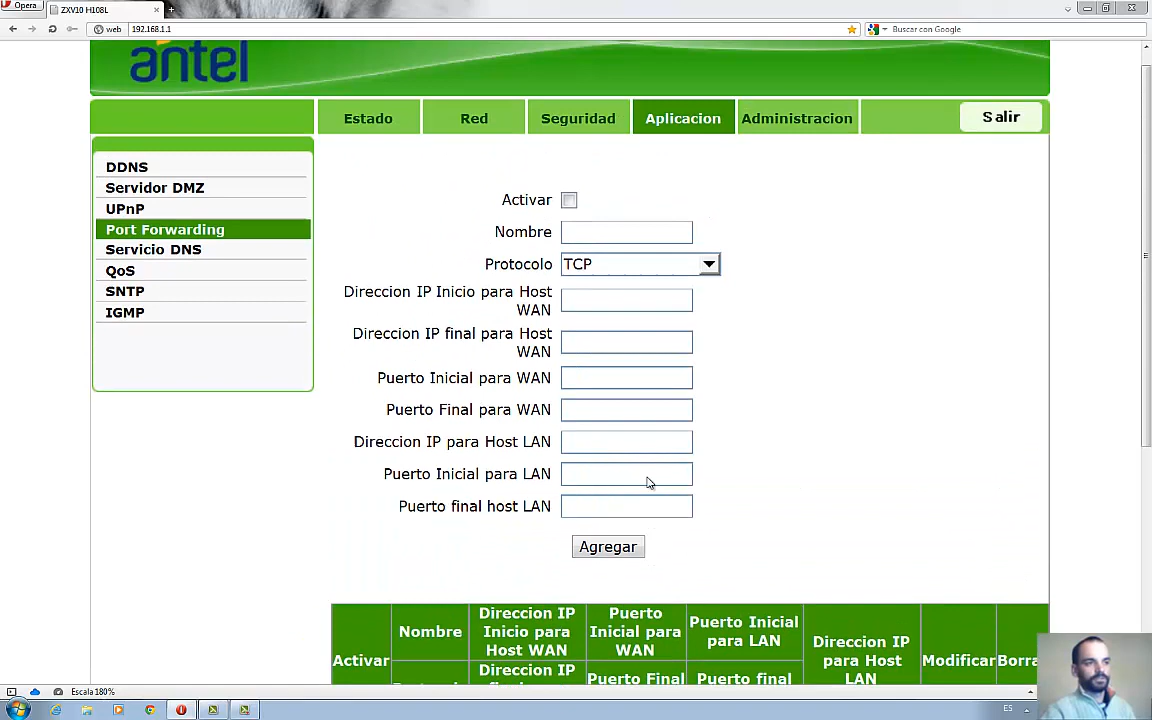 Opera
ZXV10 H108L
web
192.168.1.1
Buscar con Google
antel
Estado
Red
Seguridad
Aplicacion
Administracion
Salir
DDNS
Servidor DMZ
UPnP
Port Forwarding
Servicio DNS
QoS
SNTP
IGMP
Activar
Nombre
Protocolo
TCP
Direccion IP Inicio para Host
WAN
Direccion IP final para Host
WAN
Puerto Inicial para WAN
Puerto Final para WAN
Direccion IP para Host LAN
Puerto Inicial para LAN
Puerto final host LAN
Agregar
Activar
Nombre
Direccion IP
Inicio para
Host WAN
Direccion IP
Puerto
Inicial para
WAN
Puerto Final
Puerto Inicial
para LAN
Puerto final
Direccion IP
para Host
LAN
Modificar
Borra
Escala 180%
ES